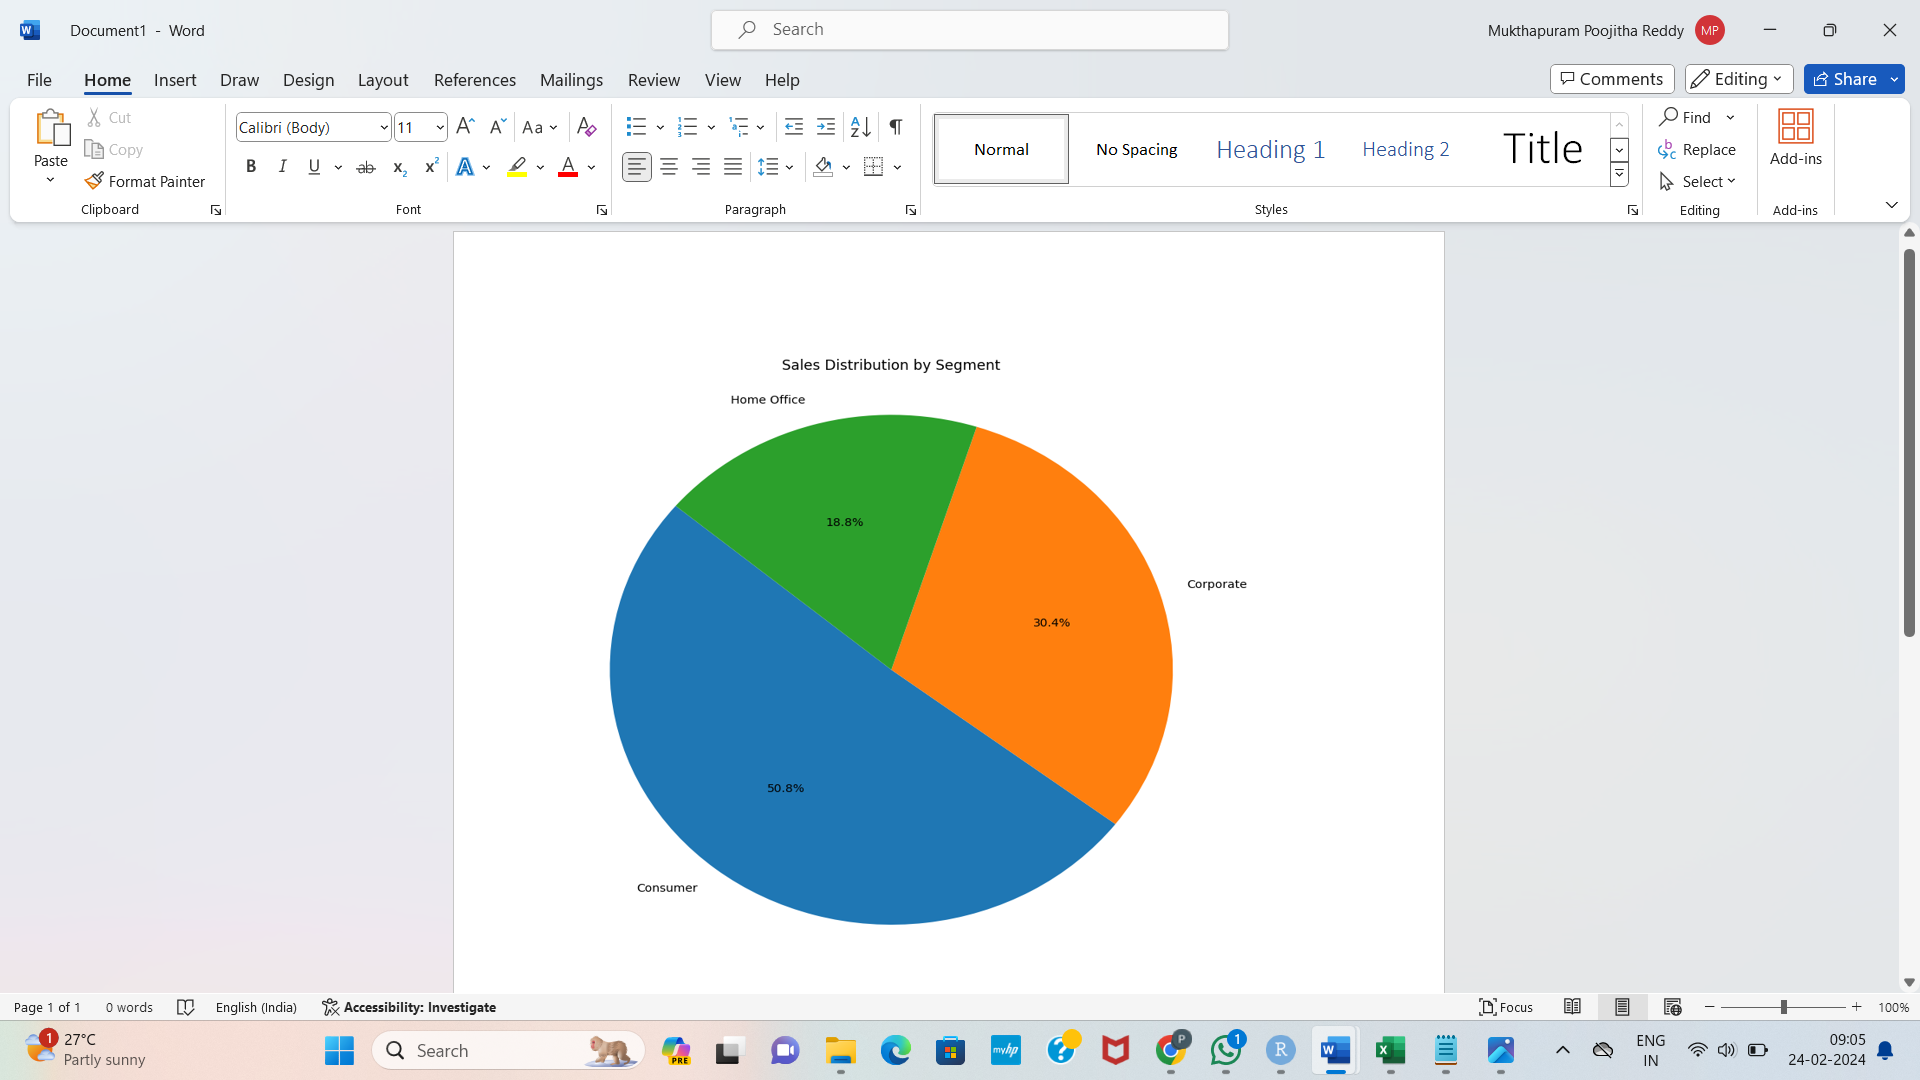 Document1 - Word
Search
Mukthapuram Poojitha Reddy
MP
File Home Insert Draw Design Layout References Mailings Review View Help
Comments
Editing
Share
Paste
Cut
Copy
Format Painter
Clipboard
Calibri (Body)
11
Aa
Font
Paragraph
Normal
No Spacing
Heading 1
Heading 2
Title
Styles
Find
Replace
Select
Editing
Add-ins
Add-ins
Sales Distribution by Segment
Home Office
18.8%
Corporate
30.4%
50.8%
Consumer
Page 1 of 1
0 words
English (India)
Accessibility: Investigate
Focus
100%
1
27°C
Partly sunny
Search
PRE
myhp
P
1
R
W
X
ENG
IN
09:05
24-02-2024